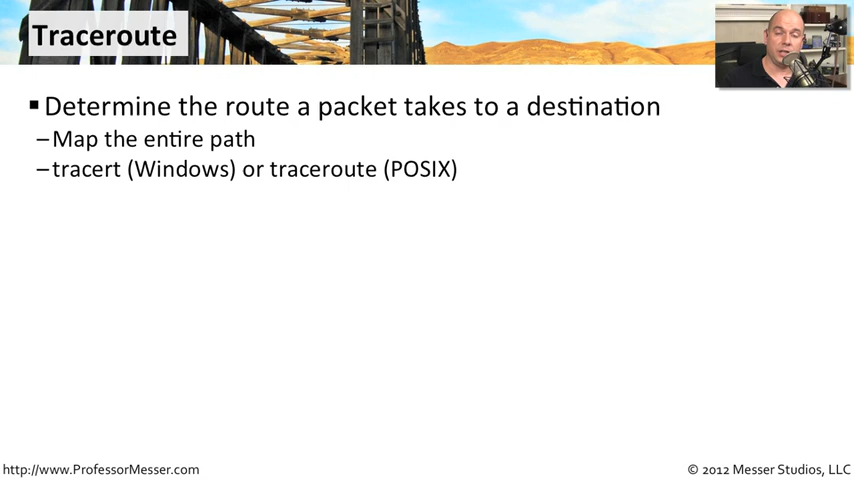 Traceroute
▪Determine the route a packet takes to a destination
–Map the entire path
–tracert (Windows) or traceroute (POSIX)
http://www.ProfessorMesser.com
© 2012 Messer Studios, LLC